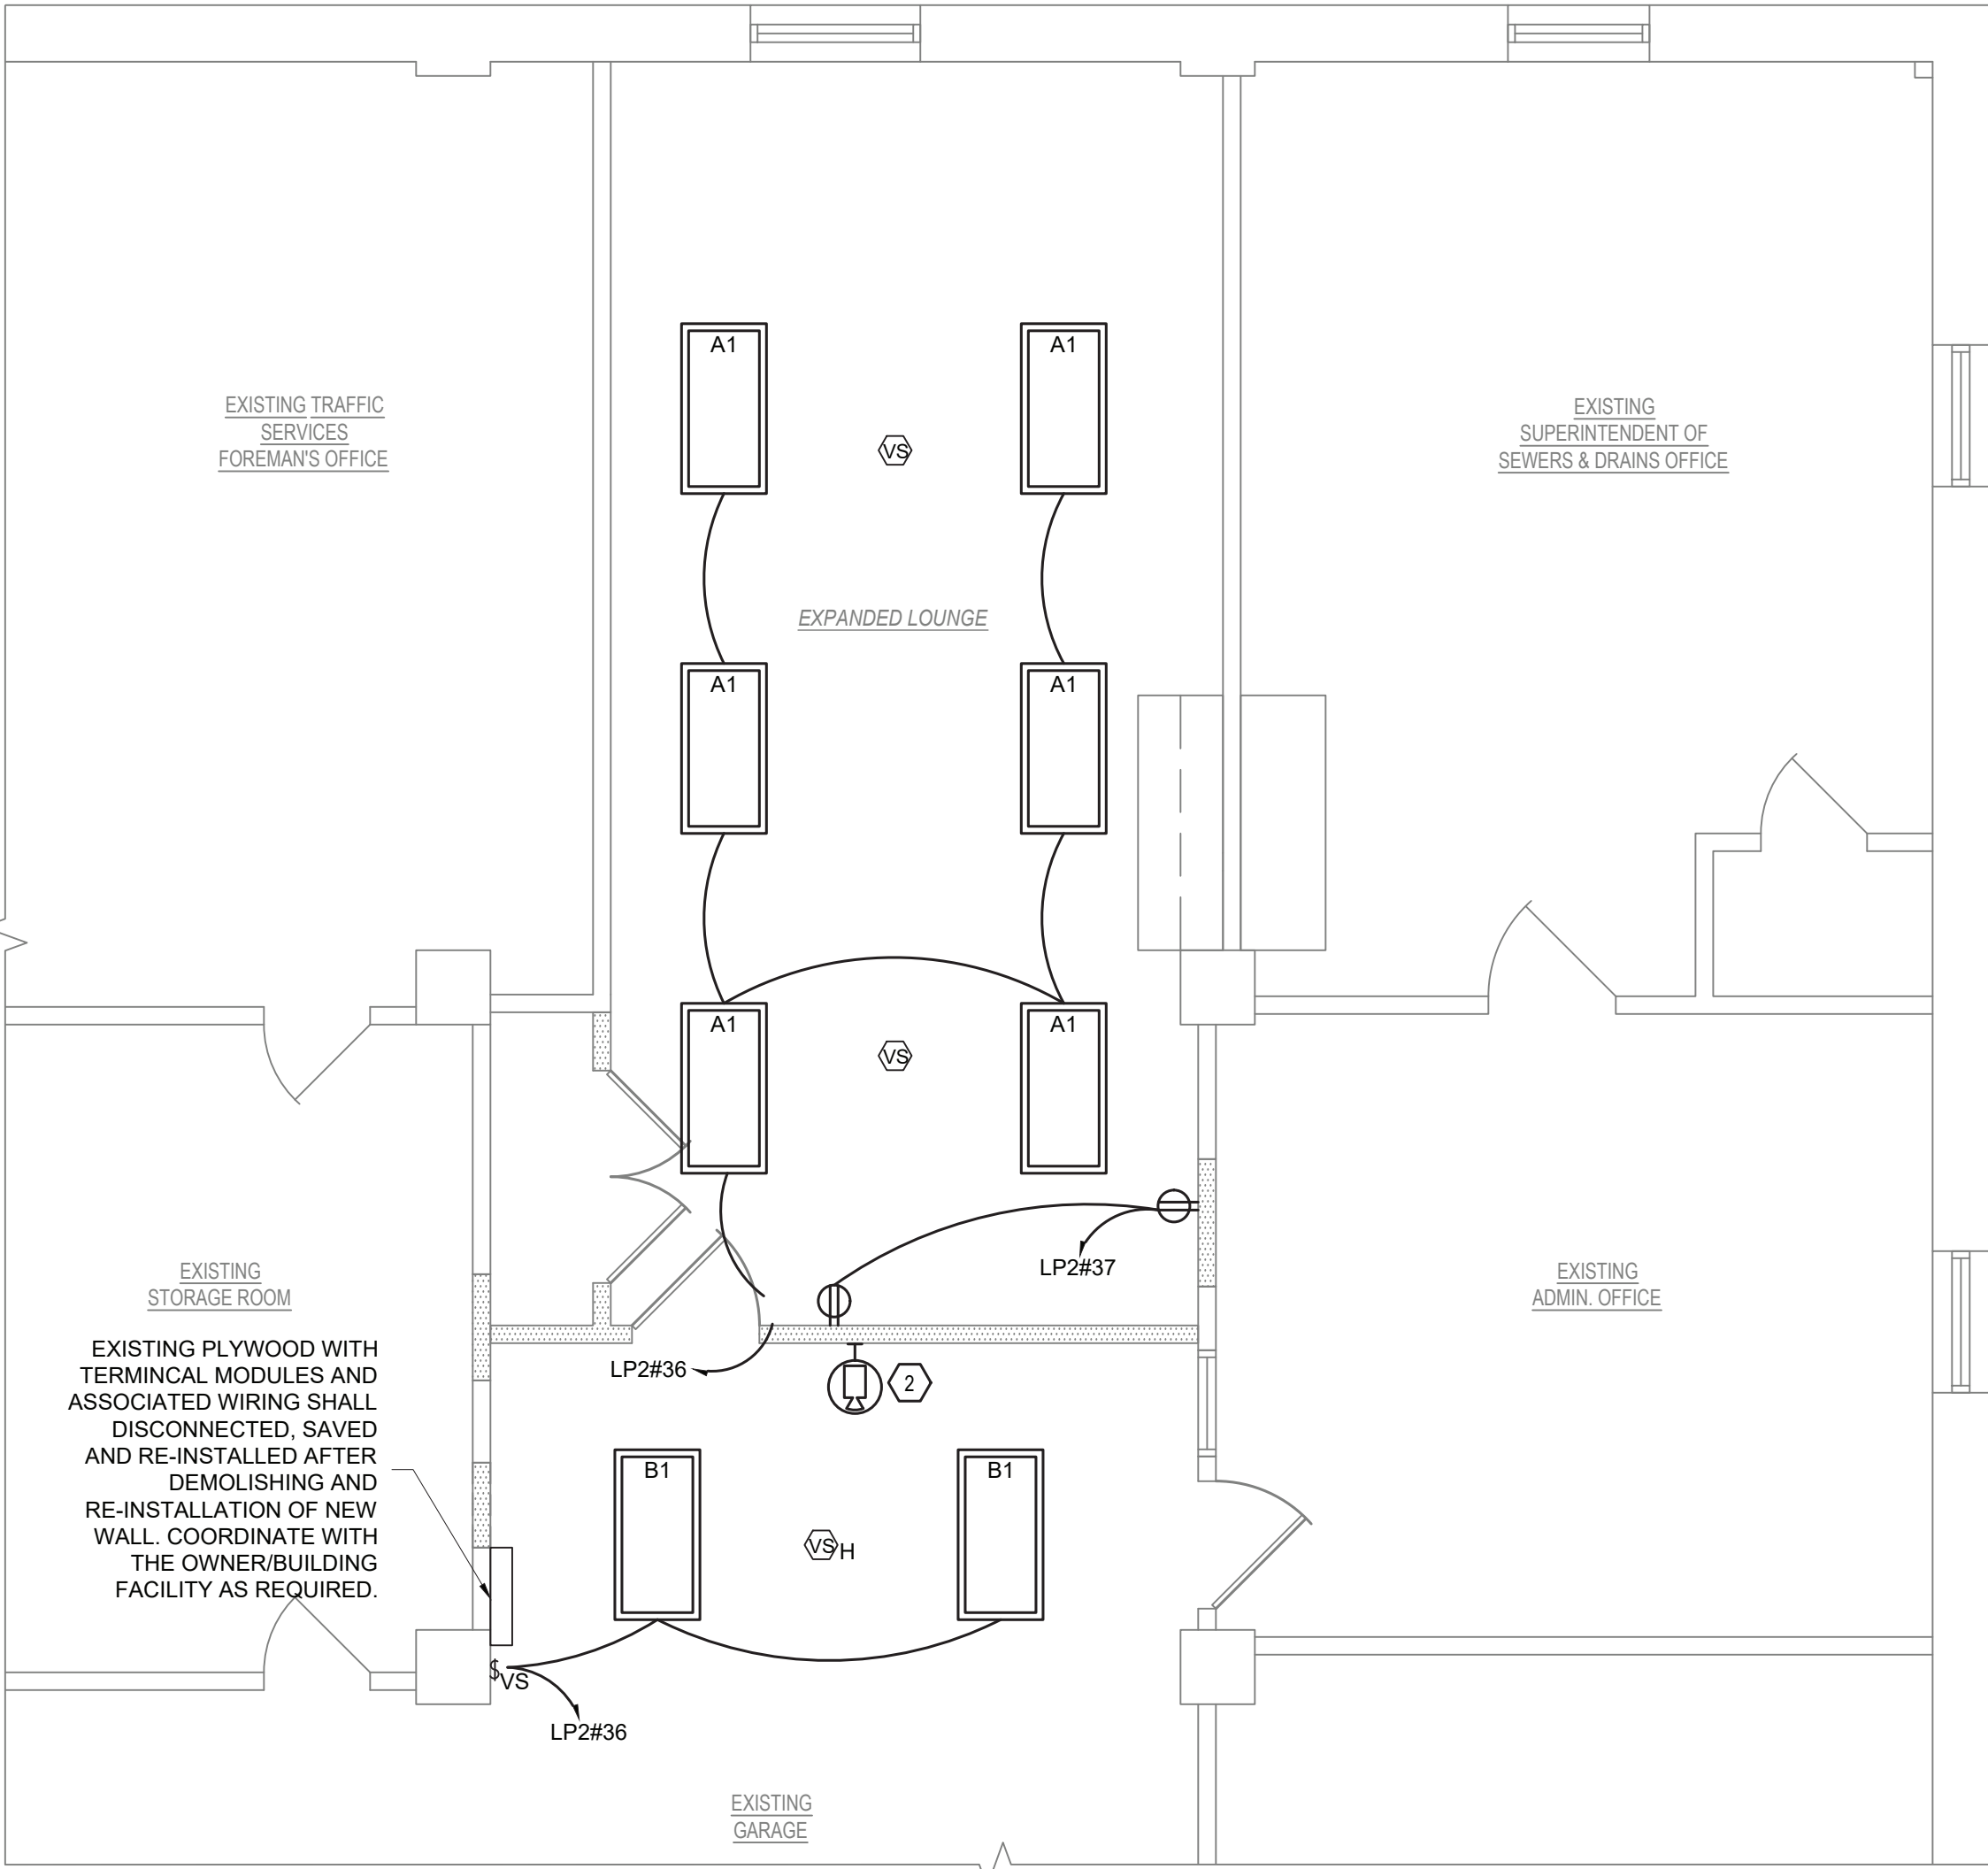 A1
A1
EXISTING TRAFFIC
SERVICES
FOREMAN'S OFFICE
VS
EXISTING
SUPERINTENDENT OF
SEWERS & DRAINS OFFICE
EXPANDED LOUNGE
A1
A1
A1
A1
VS
EXISTING
STORAGE ROOM
LP2#37
EXISTING
ADMIN. OFFICE
EXISTING PLYWOOD WITH
TERMINCAL MODULES AND
ASSOCIATED WIRING SHALL
DISCONNECTED, SAVED
AND RE-INSTALLED AFTER
DEMOLISHING AND
RE-INSTALLATION OF NEW
WALL. COORDINATE WITH
THE OWNER/BUILDING
FACILITY AS REQUIRED.
LP2#36
2
B1
B1
VS H
$VS
LP2#36
EXISTING
GARAGE